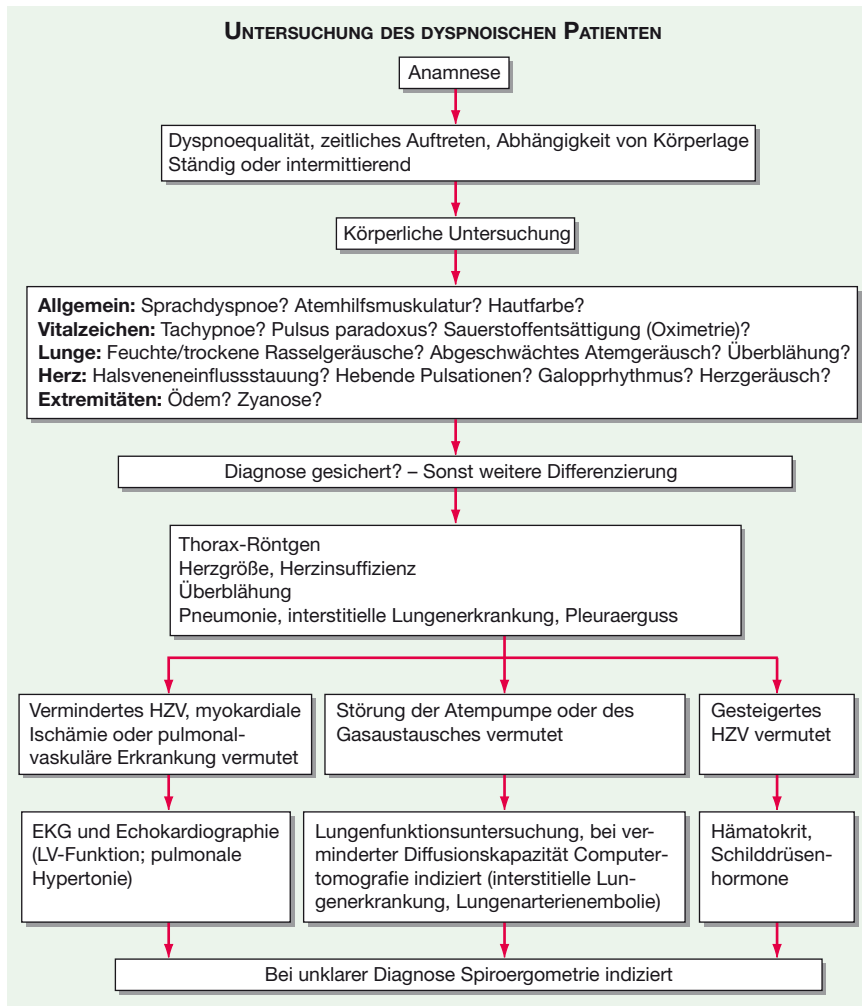 UNTERSUCHUNG DES DYSPNOISCHEN PATIENTEN
Anamnese
Dyspnoequalität, zeitliches Auftreten, Abhängigkeit von Körperlage
Ständig oder intermittierend
Körperliche Untersuchung
Allgemein: Sprachdyspnoe? Atemhilfsmuskulatur? Hautfarbe?
Vitalzeichen: Tachypnoe? Pulsus paradoxus? Sauerstoffentsättigung (Oximetrie)?
Lunge: Feuchte/trockene Rasselgeräusche? Abgeschwächtes Atemgeräusch? Überblähung?
Herz: Halsveneneinflussstauung? Hebende Pulsationen? Galopprhythmus? Herzgeräusch?
Extremitäten: Ödem? Zyanose?
Diagnose gesichert? – Sonst weitere Differenzierung
Thorax-Röntgen
Herzgröße, Herzinsuffizienz
Überblähung
Pneumonie, interstitielle Lungenerkrankung, Pleuraerguss
Vermindertes HZV, myokardiale
Ischämie oder pulmonal-
vaskuläre Erkrankung vermutet
Störung der Atempumpe oder des
Gasaustausches vermutet
Gesteigertes
HZV vermutet
EKG und Echokardiographie
(LV-Funktion; pulmonale
Hypertonie)
Lungenfunktionsuntersuchung, bei ver-
minderter Diffusionskapazität Computer-
tomografie indiziert (interstitielle Lun-
generkrankung, Lungenarterienembolie)
Hämatokrit,
Schilddrüsen-
hormone
Bei unklarer Diagnose Spiroergometrie indiziert